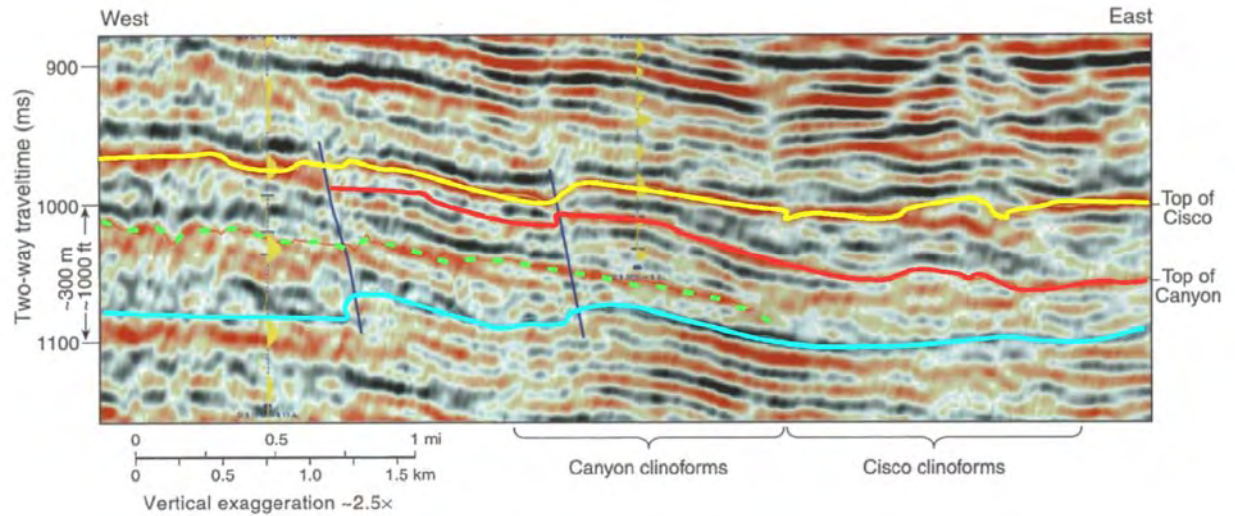 West
East
900
1000
1100
Two-way traveltime (ms)
~300 m
~1000 ft
Top of
Cisco
Top of
Canyon
0 0.5 1 mi
0 0.5 1.0 1.5 km
Vertical exaggeration ~2.5×
Canyon clinoforms
Cisco clinoforms